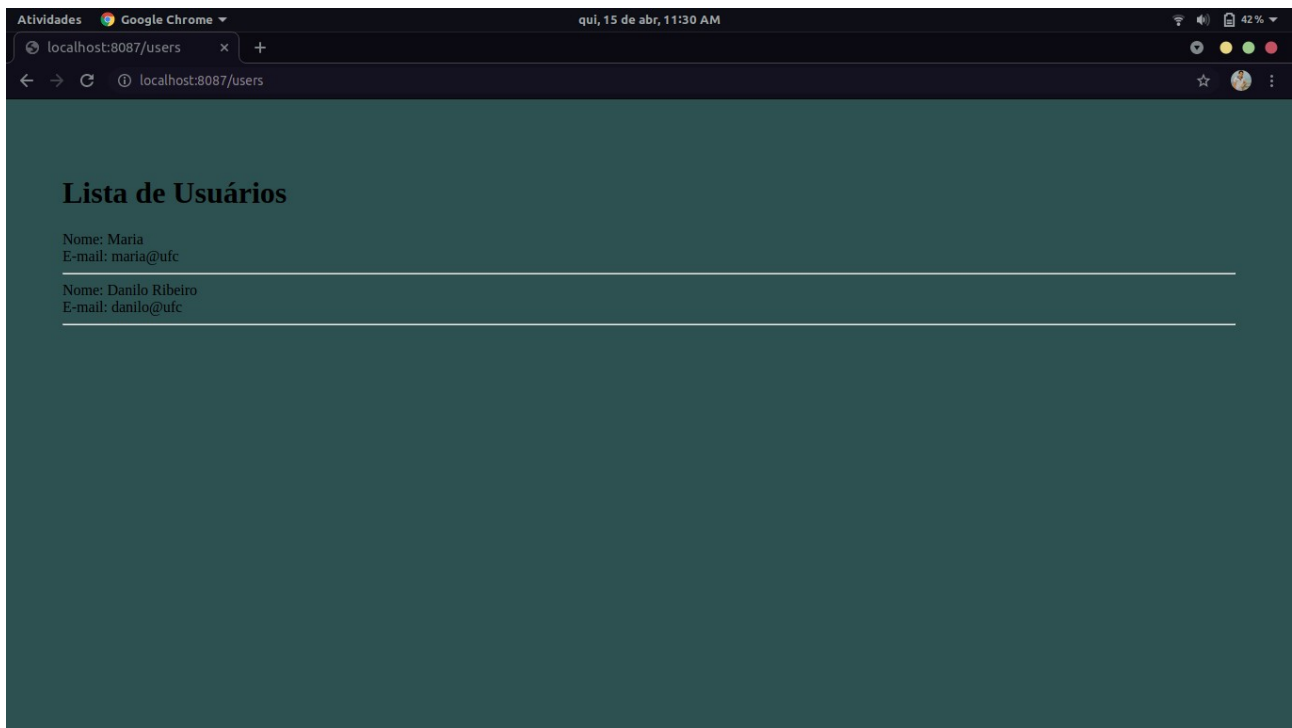 Atividades Google Chrome qui, 15 de abr, 11:30 AM 42%
localhost:8087/users
localhost:8087/users
Lista de Usuários
Nome: Maria
E-mail: maria@ufc
Nome: Danilo Ribeiro
E-mail: danilo@ufc